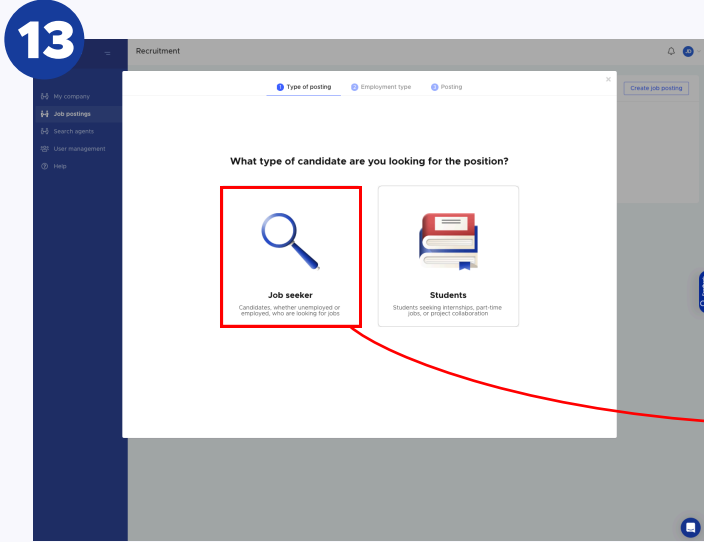 13
Recruitment
JD
1 Type of posting
2 Employment type
3 Posting
Create job posting
My company
Job postings
Search agents
User management
Help
What type of candidate are you looking for the position?
Job seeker
Candidates, whether unemployed or
employed, who are looking for jobs
Students
Students seeking internships, part-time
jobs, or project collaboration